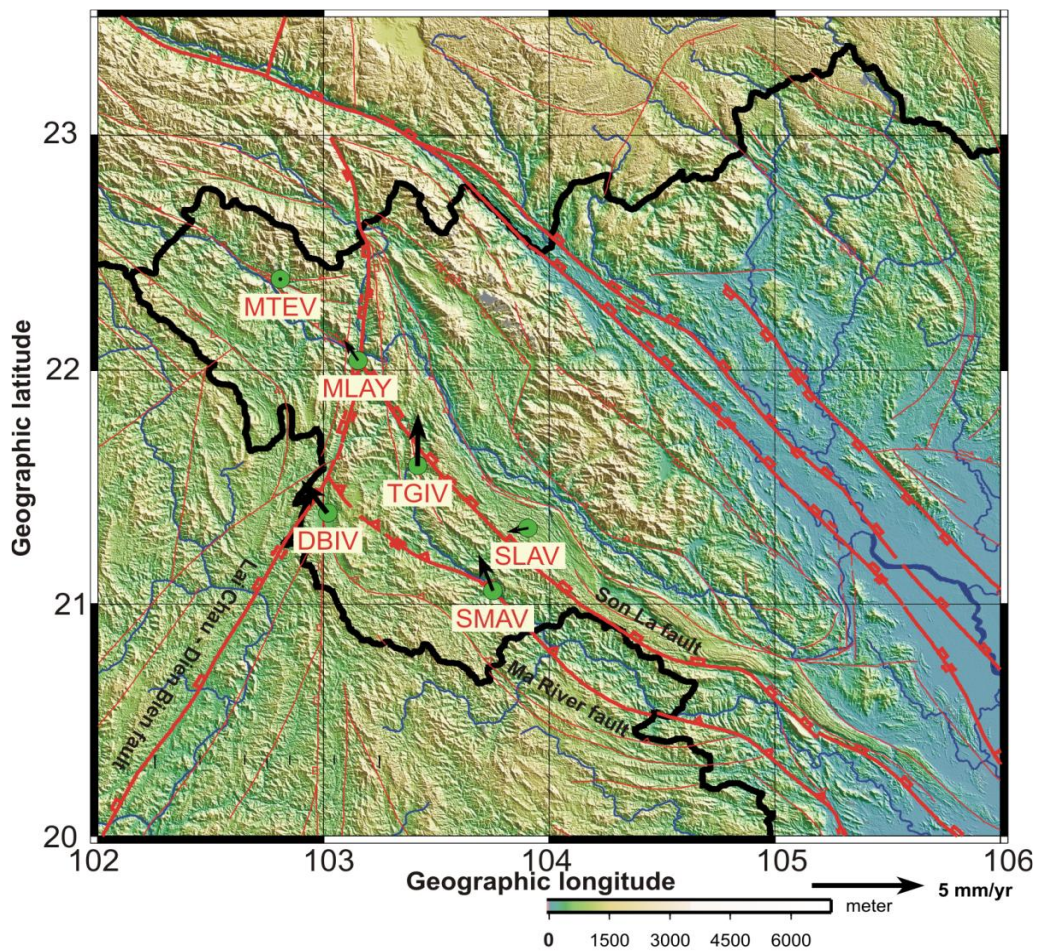 23
22
21
20
Geographic latitude
MTEV
MLAY
TGIV
DBIV
SLAV
SMAV
Lai Chau - Dien Bien fault
Son La fault
Ma River fault
102
103
104
105
106
Geographic longitude
5 mm/yr
meter
0 1500 3000 4500 6000